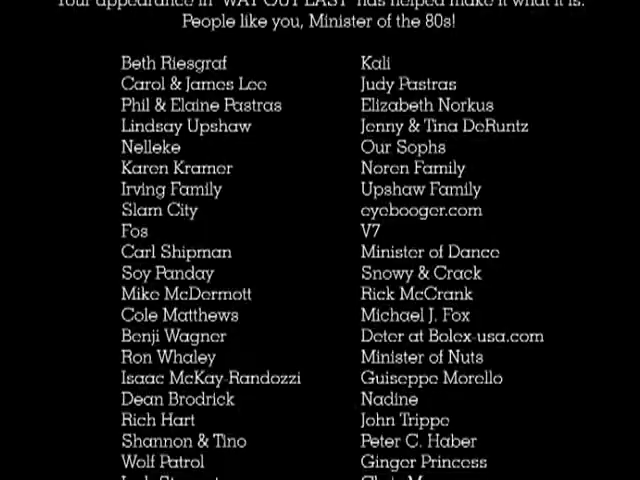 Your appearance in "WAY OUT EAST" has helped make it what it is.
People like you, Minister of the 80s!
Beth Riesgraf
Kali
Carol & James Lee
Judy Pastras
Phil & Elaine Pastras
Elizabeth Norkus
Lindsay Upshaw
Jenny & Tina DeRuntz
Nelleke
Our Sophs
Karen Kramer
Noren Family
Irving Family
Upshaw Family
Slam City
eyebooger.com
Fos
V7
Carl Shipman
Minister of Dance
Soy Panday
Snowy & Crack
Mike McDermott
Rick McCrank
Cole Matthews
Michael J. Fox
Benji Wagner
Deter at Bolex-usa.com
Ron Whaley
Minister of Nuts
Isaac McKay-Randozzi
Guiseppe Morello
Dean Brodrick
Nadine
Rich Hart
John Trippe
Shannon & Tino
Peter C. Haber
Wolf Patrol
Ginger Princess